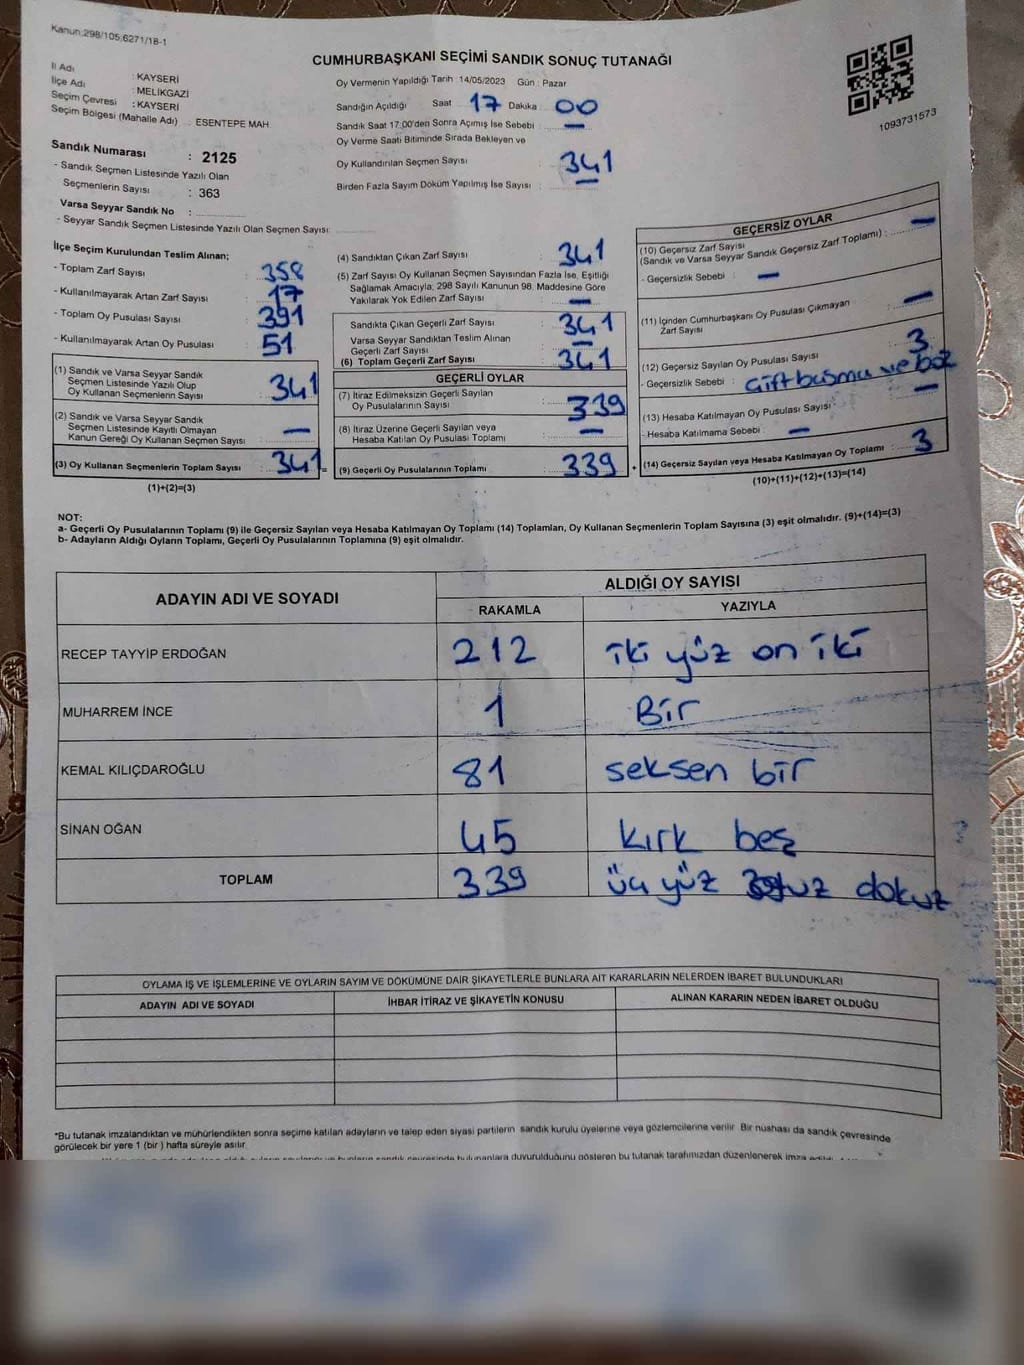 Kanun:298/105,6271/18-1
CUMHURBAŞKANI SEÇİMİ SANDIK SONUÇ TUTANAĞI
İl Adı : KAYSERİ
İlçe Adı : MELİKGAZİ
Seçim Çevresi : KAYSERİ
Seçim Bölgesi (Mahalle Adı) : ESENTEPE MAH.
Sandık Numarası : 2125
- Sandık Seçmen Listesinde Yazılı Olan
Seçmenlerin Sayısı : 363
Varsa Seyyar Sandık No :
- Seyyar Sandık Seçmen Listesinde Yazılı Olan Seçmen Sayısı:
Oy Vermenin Yapıldığı Tarih : 14/05/2023 Gün : Pazar
Sandığın Açıldığı Saat 17 Dakika 00
Sandık Saat 17:00'den Sonra Açımış İse Sebebi : —
Oy Verme Saati Bitiminde Sırada Bekleyen ve
Oy Kullandırılan Seçmen Sayısı : 341
Birden Fazla Sayım Döküm Yapılmış İse Sayısı : —
1093731573
İlçe Seçim Kurulundan Teslim Alınan;
- Toplam Zarf Sayısı : 358
- Kullanılmayarak Artan Zarf Sayısı : 17
- Toplam Oy Pusulası Sayısı : 391
- Kullanılmayarak Artan Oy Pusulası : 51
(1) Sandık ve Varsa Seyyar Sandık
Seçmen Listesinde Yazılı Olup
Oy Kullanan Seçmenlerin Sayısı : 341
(2) Sandık ve Varsa Seyyar Sandık
Seçmen Listesinde Kayıtlı Olmayan
Kanun Gereği Oy Kullanan Seçmen Sayısı : —
(3) Oy Kullanan Seçmenlerin Toplam Sayısı : 341
(1)+(2)=(3)
(4) Sandıktan Çıkan Zarf Sayısı : 341
(5) Zarf Sayısı Oy Kullanan Seçmen Sayısından Fazla İse, Eşitliği
Sağlamak Amacıyla, 298 Sayılı Kanunun 98. Maddesine Göre
Yakılarak Yok Edilen Zarf Sayısı : —
Sandıkta Çıkan Geçerli Zarf Sayısı : 341
Varsa Seyyar Sandıktan Teslim Alınan
Geçerli Zarf Sayısı : —
(6) Toplam Geçerli Zarf Sayısı : 341
GEÇERLİ OYLAR
(7) İtiraz Edilmeksizin Geçerli Sayılan
Oy Pusulalarının Sayısı : 339
(8) İtiraz Üzerine Geçerli Sayılan veya
Hesaba Katılan Oy Pusulası Toplamı : —
= (9) Geçerli Oy Pusulalarının Toplamı : 339
GEÇERSİZ OYLAR
(10) Geçersiz Zarf Sayısı
(Sandık ve Varsa Seyyar Sandık Geçersiz Zarf Toplamı) : —
- Geçersizlik Sebebi : —
(11) İçinden Cumhurbaşkanı Oy Pusulası Çıkmayan
Zarf Sayısı : —
(12) Geçersiz Sayılan Oy Pusulası Sayısı : 3
- Geçersizlik Sebebi : Çift basma ve boş
(13) Hesaba Katılmayan Oy Pusulası Sayısı : —
- Hesaba Katılmama Sebebi : —
+ (14) Geçersiz Sayılan veya Hesaba Katılmayan Oy Toplamı : 3
(10)+(11)+(12)+(13)=(14)
NOT:
a- Geçerli Oy Pusulalarının Toplamı (9) ile Geçersiz Sayılan veya Hesaba Katılmayan Oy Toplamı (14) Toplamları, Oy Kullanan Seçmenlerin Toplam Sayısına (3) eşit olmalıdır. (9)+(14)=(3)
b- Adayların Aldığı Oyların Toplamı, Geçerli Oy Pusulalarının Toplamına (9) eşit olmalıdır.
ADAYIN ADI VE SOYADI ALDIĞI OY SAYISI
RAKAMLA YAZIYLA
RECEP TAYYİP ERDOĞAN 212 iki yüz on iki
MUHARREM İNCE 1 Bir
KEMAL KILIÇDAROĞLU 81 seksen bir
SİNAN OĞAN 45 kırk beş
TOPLAM 339 üç yüz otuz dokuz
OYLAMA İŞ VE İŞLEMLERİNE VE OYLARIN SAYIM VE DÖKÜMÜNE DAİR ŞİKAYETLERLE BUNLARA AİT KARARLARIN NELERDEN İBARET BULUNDUKLARI
ADAYIN ADI VE SOYADI İHBAR İTİRAZ VE ŞİKAYETİN KONUSU ALINAN KARARIN NEDEN İBARET OLDUĞU
*Bu tutanak imzalandıktan ve mühürlendikten sonra seçime katılan adayların ve talep eden siyasi partilerin sandık kurulu üyelerine veya gözlemcilerine verilir. Bir nüshası da sandık çevresinde
görülecek bir yere 1 (bir ) hafta süreyle asılır.
duyurulduğunu gösteren bu tutanak tarafımızdan düzenlenerek imza edildi.